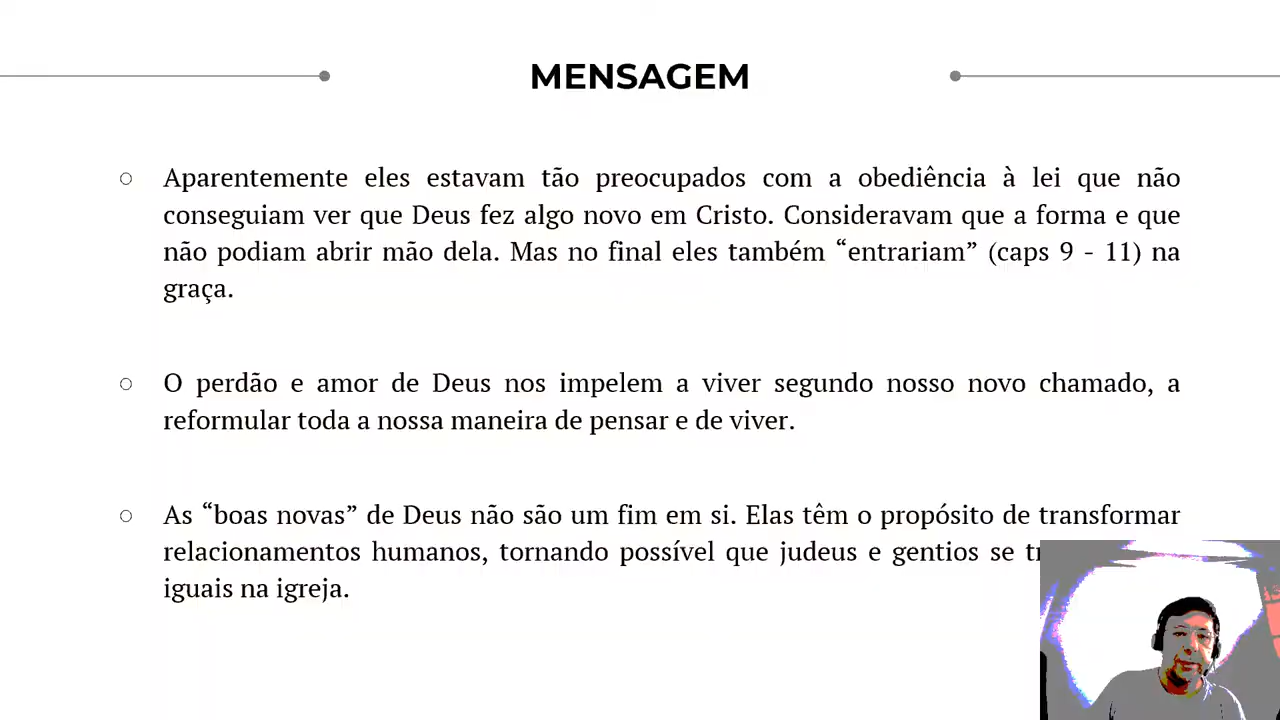 MENSAGEM
Aparentemente eles estavam tão preocupados com a obediência à lei que não
conseguiam ver que Deus fez algo novo em Cristo. Consideravam que a forma e que
não podiam abrir mão dela. Mas no final eles também “entrariam” (caps 9 - 11) na
graça.
O perdão e amor de Deus nos impelem a viver segundo nosso novo chamado, a
reformular toda a nossa maneira de pensar e de viver.
As “boas novas” de Deus não são um fim em si. Elas têm o propósito de transformar
relacionamentos humanos, tornando possível que judeus e gentios se
iguais na igreja.